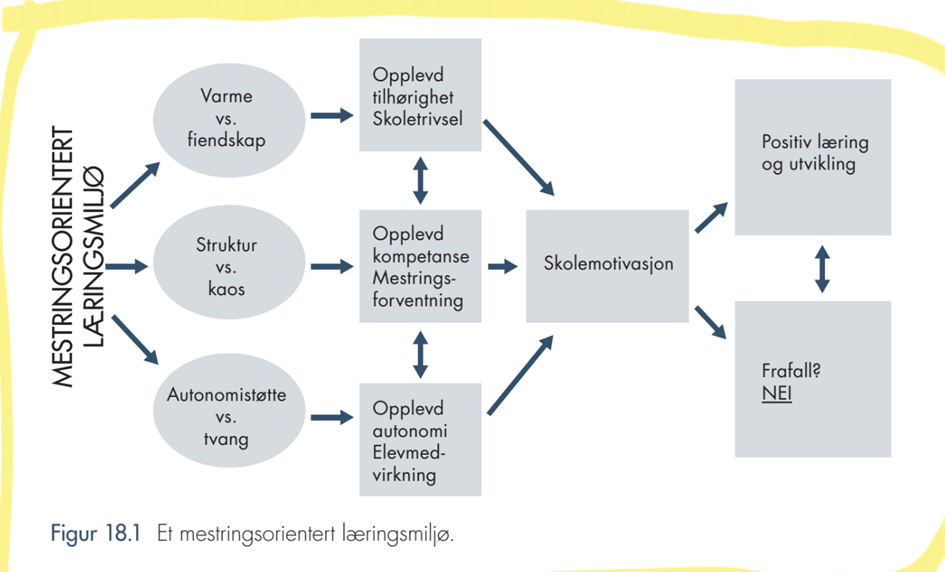 MESTRINGSORIENTERT
LÆRINGSMILJØ
Varme
vs.
fiendskap
Struktur
vs.
kaos
Autonomistøtte
vs.
tvang
Opplevd
tilhørighet
Skoletrivsel
Opplevd
kompetanse
Mestrings-
forventning
Opplevd
autonomi
Elevmed-
virkning
Skolemotivasjon
Positiv læring
og utvikling
Frafall?
NEI
Figur 18.1 Et mestringsorientert læringsmiljø.